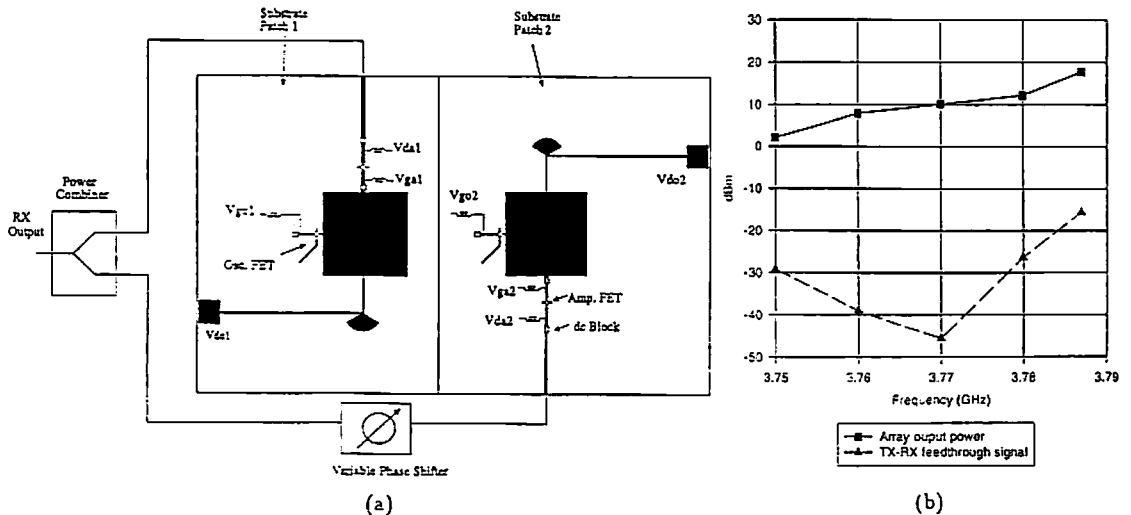 Substrate
Patch 1
Substrate
Patch 2
Vda1
Vga1
Vdo2
Power
Combiner
RX
Output
Vgo1
Osc. FET
Vgo2
Vga2
Amp. FET
Vda2
dc Block
Variable Phase Shifter
(a)
30
20
10
0
-10
-20
-30
-40
-50
dBm
3.75
3.76
3.77
3.78
3.79
Frequency (GHz)
Array ouput power
TX-RX feedthrough signal
(b)